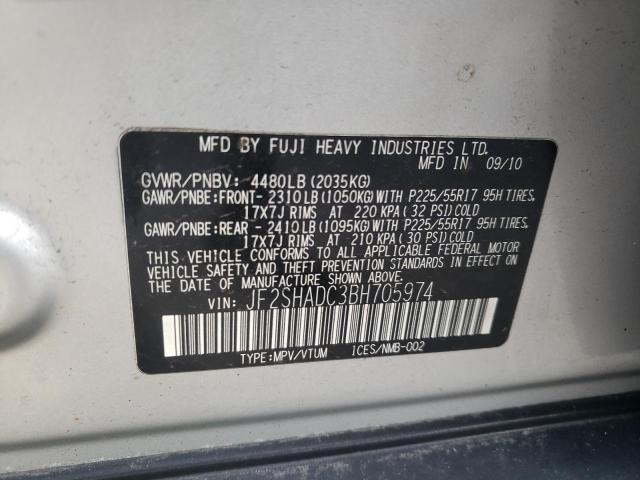 MFD BY FUJI HEAVY INDUSTRIES LTD.
MFD IN 09/10
GVWR/PNBV: 4480LB (2035KG)
GAWR/PNBE:FRONT- 2310LB (1050KG) WITH P225/55R17 95H TIRES,
17X7J RIMS AT 220 KPA ( 32 PSI) COLD
GAWR/PNBE:REAR - 2410LB (1095KG) WITH P225/55R17 95H TIRES,
17X7J RIMS AT 210 KPA ( 30 PSI) COLD
THIS VEHICLE CONFORMS TO ALL APPLICABLE FEDERAL MOTOR
VEHICLE SAFETY AND THEFT PREVENTION STANDARDS IN EFFECT ON
THE DATE OF MANUFACTURE SHOWN ABOVE.
VIN: JF2SHADC3BH705974
TYPE:MPV/VTUM ICES/NMB-002